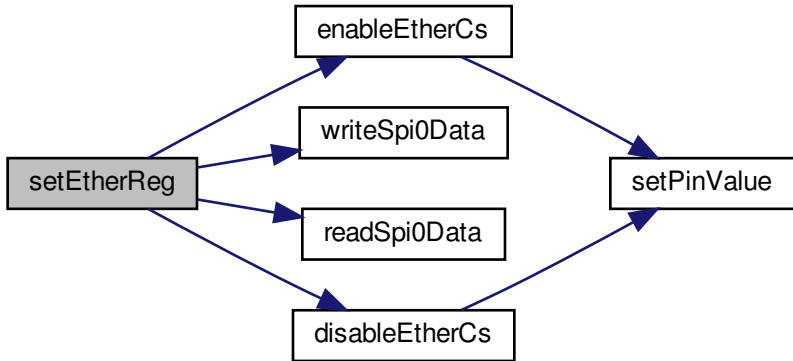 enableEtherCs
writeSpi0Data
setEtherReg
setPinValue
readSpi0Data
disableEtherCs